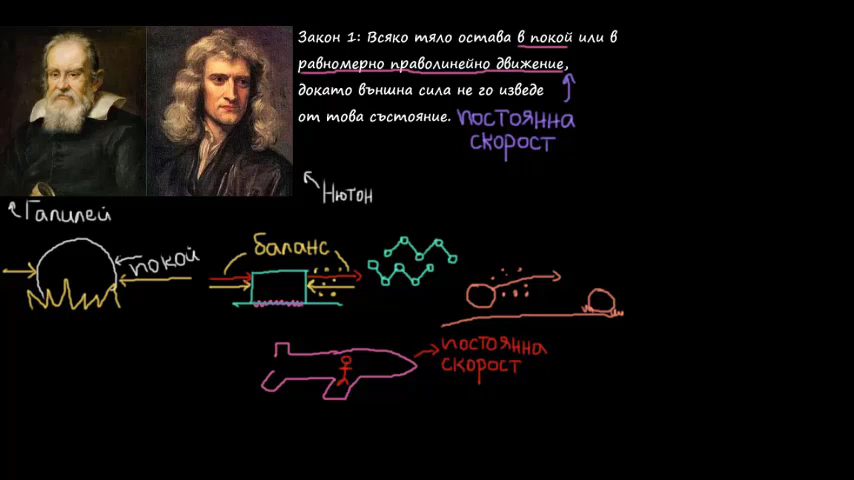 Закон 1: Всяко тяло остава в покой или в
равномерно праволинейно движение,
докато външна сила не го изведе
от това състояние.
постоянна
скорост
Нютон
Галилей
покой
баланс
постоянна
скорост